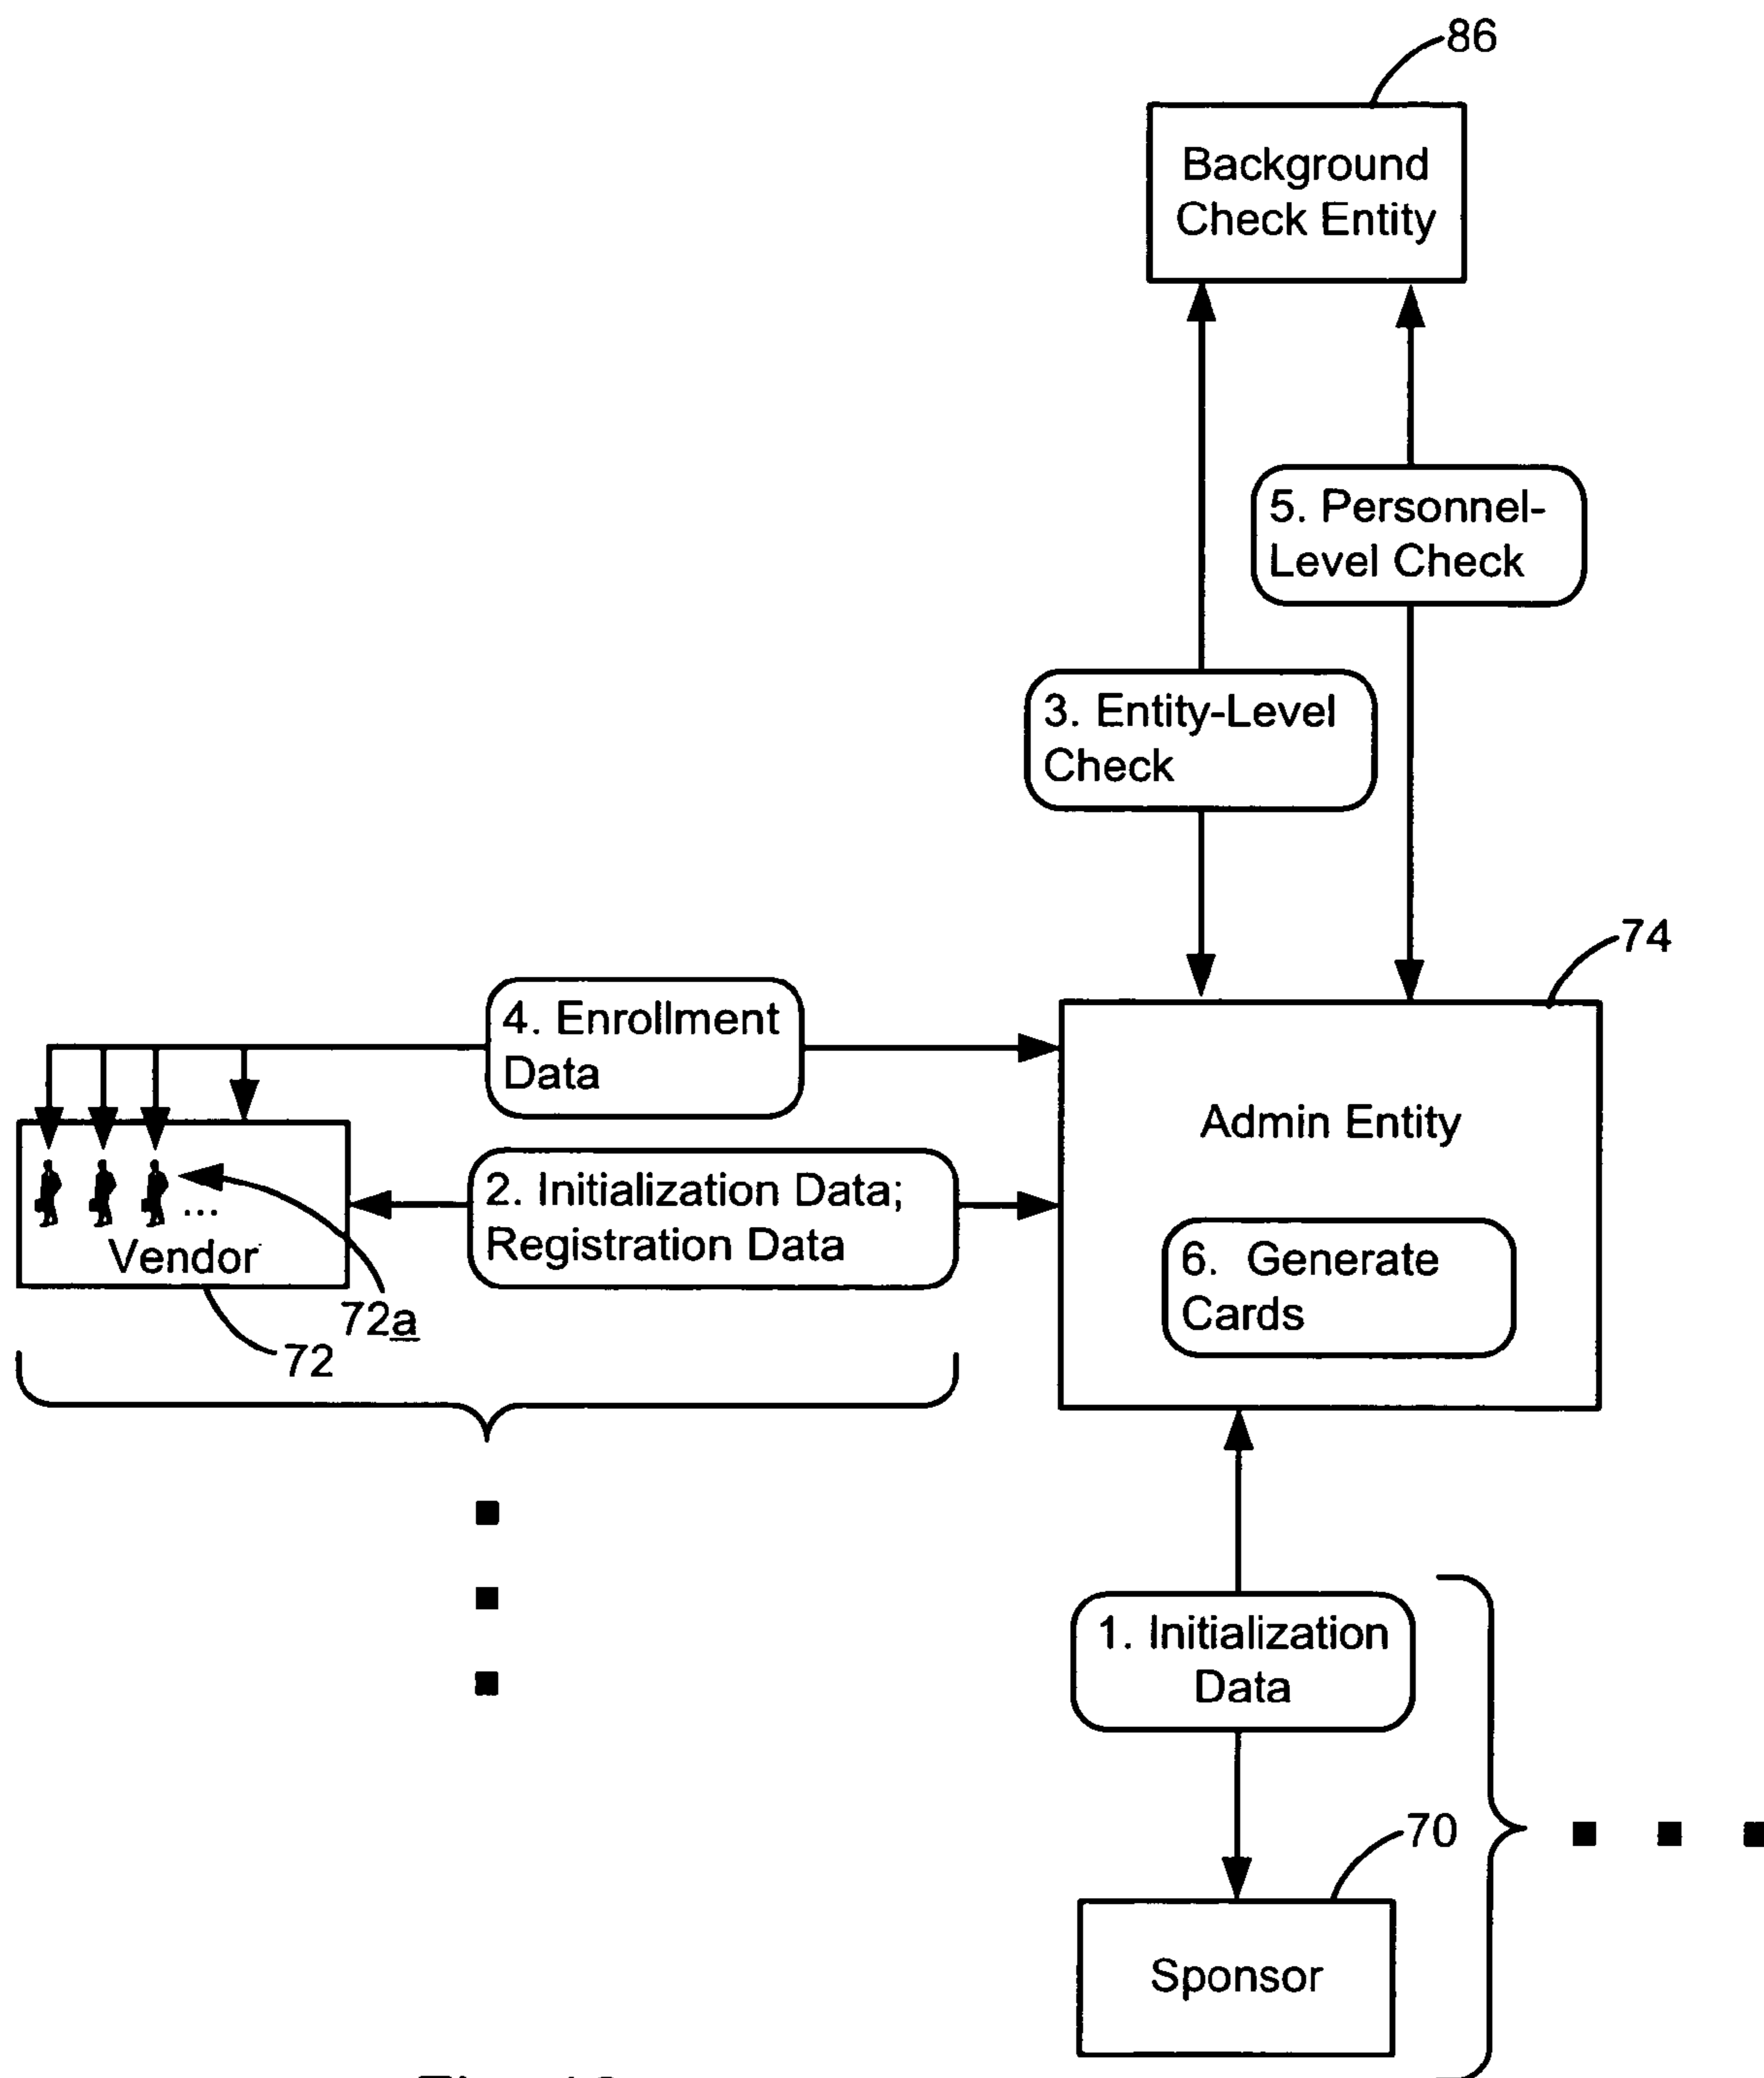 86
Background
Check Entity
5. Personnel-
Level Check
3. Entity-Level
Check
74
4. Enrollment
Data
Admin Entity
2. Initialization Data;
Registration Data
...
Vendor
72a
72
6. Generate
Cards
1. Initialization
Data
70
Sponsor